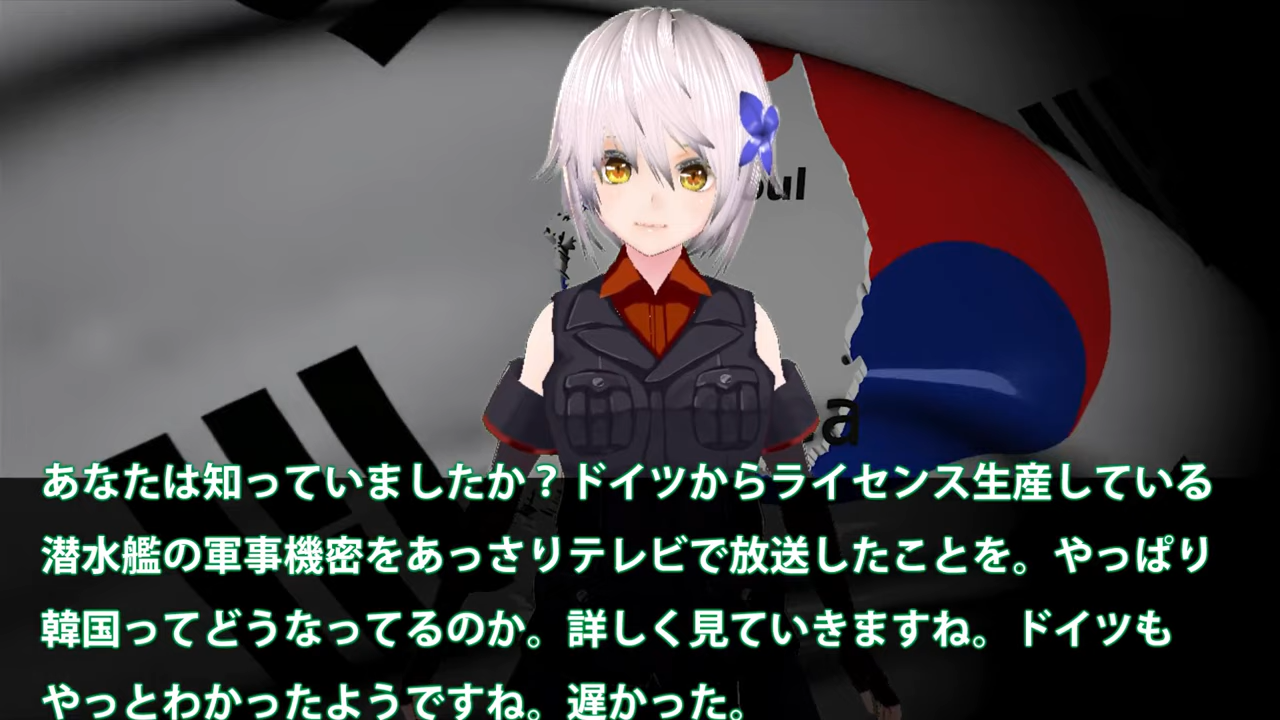 oul
a
あなたは知っていましたか？ドイツからライセンス生産している
潜水艦の軍事機密をあっさりテレビで放送したことを。やっぱり
韓国ってどうなってるのか。詳しく見ていきますね。ドイツも
やっとわかったようですね。遅かった。